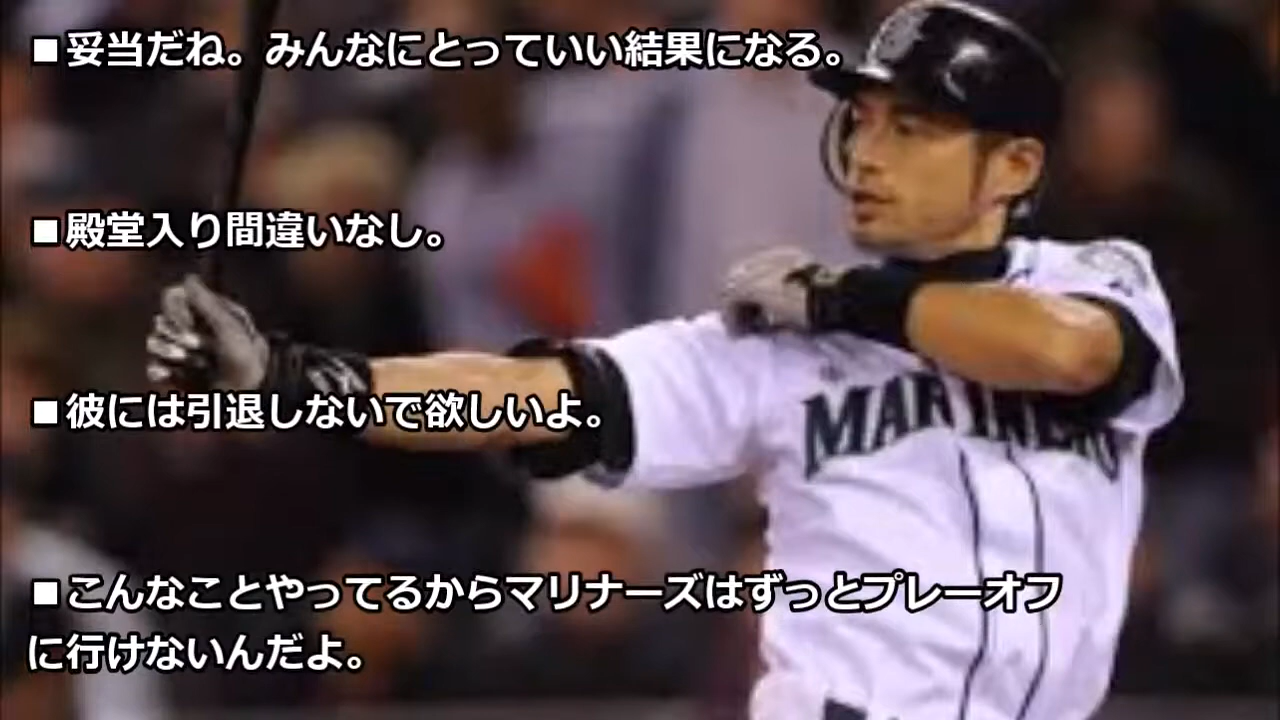 ■妥当だね。みんなにとっていい結果になる。
■殿堂入り間違いなし。
■彼には引退しないで欲しいよ。
■こんなことやってるからマリナーズはずっとプレーオフ
に行けないんだよ。
MARINERS